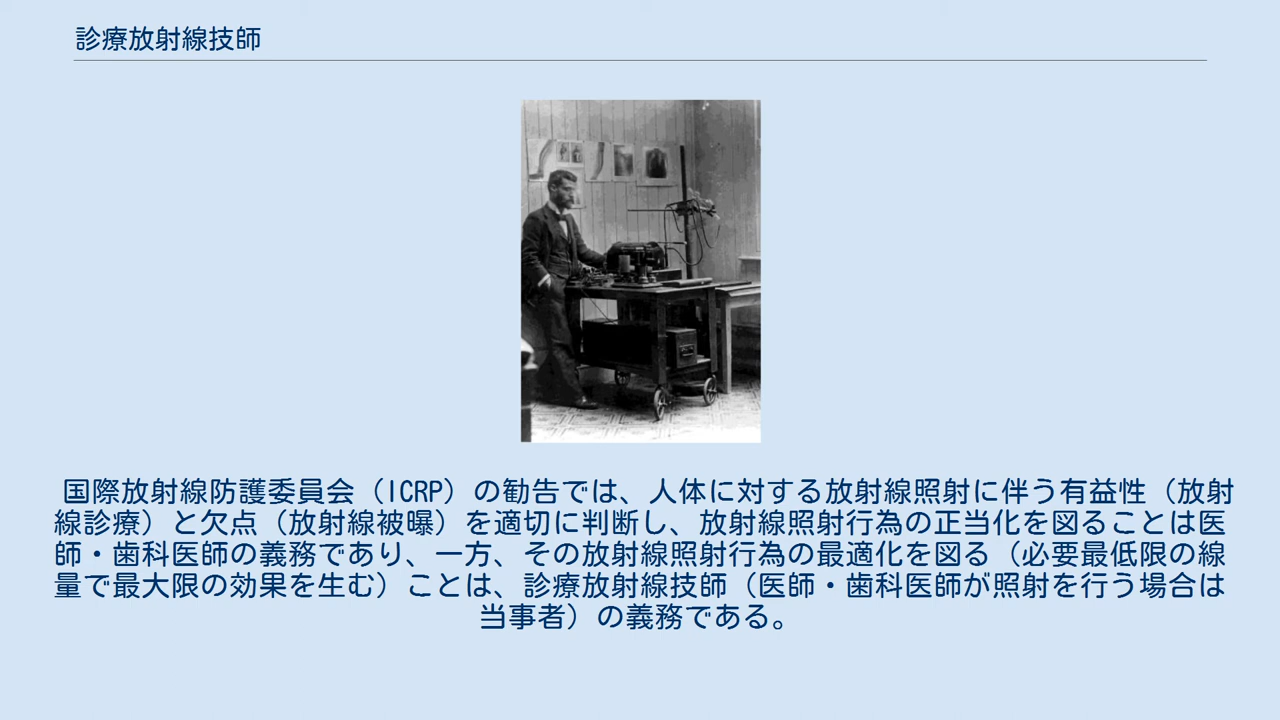 診療放射線技師
国際放射線防護委員会（ICRP）の勧告では、人体に対する放射線照射に伴う有益性（放射
線診療）と欠点（放射線被曝）を適切に判断し、放射線照射行為の正当化を図ることは医
師・歯科医師の義務であり、一方、その放射線照射行為の最適化を図る（必要最低限の線
量で最大限の効果を生む）ことは、診療放射線技師（医師・歯科医師が照射を行う場合は
当事者）の義務である。